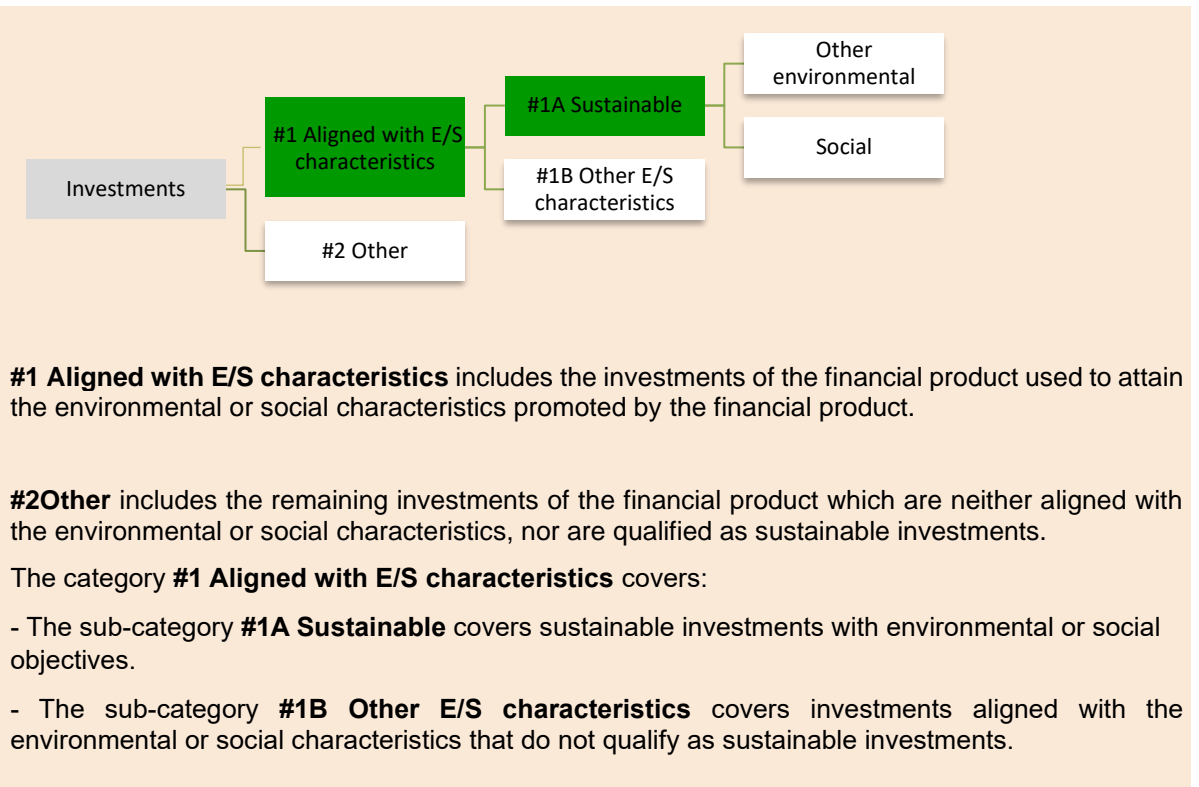 Other
environmental
#1A Sustainable
#1 Aligned with E/S
characteristics
Social
Investments
#1B Other E/S
characteristics
#2 Other
#1 Aligned with E/S characteristics includes the investments of the financial product used to attain
the environmental or social characteristics promoted by the financial product.
#2Other includes the remaining investments of the financial product which are neither aligned with
the environmental or social characteristics, nor are qualified as sustainable investments.
The category #1 Aligned with E/S characteristics covers:
- The sub-category #1A Sustainable covers sustainable investments with environmental or social
objectives.
- The sub-category #1B Other E/S characteristics covers investments aligned with the
environmental or social characteristics that do not qualify as sustainable investments.